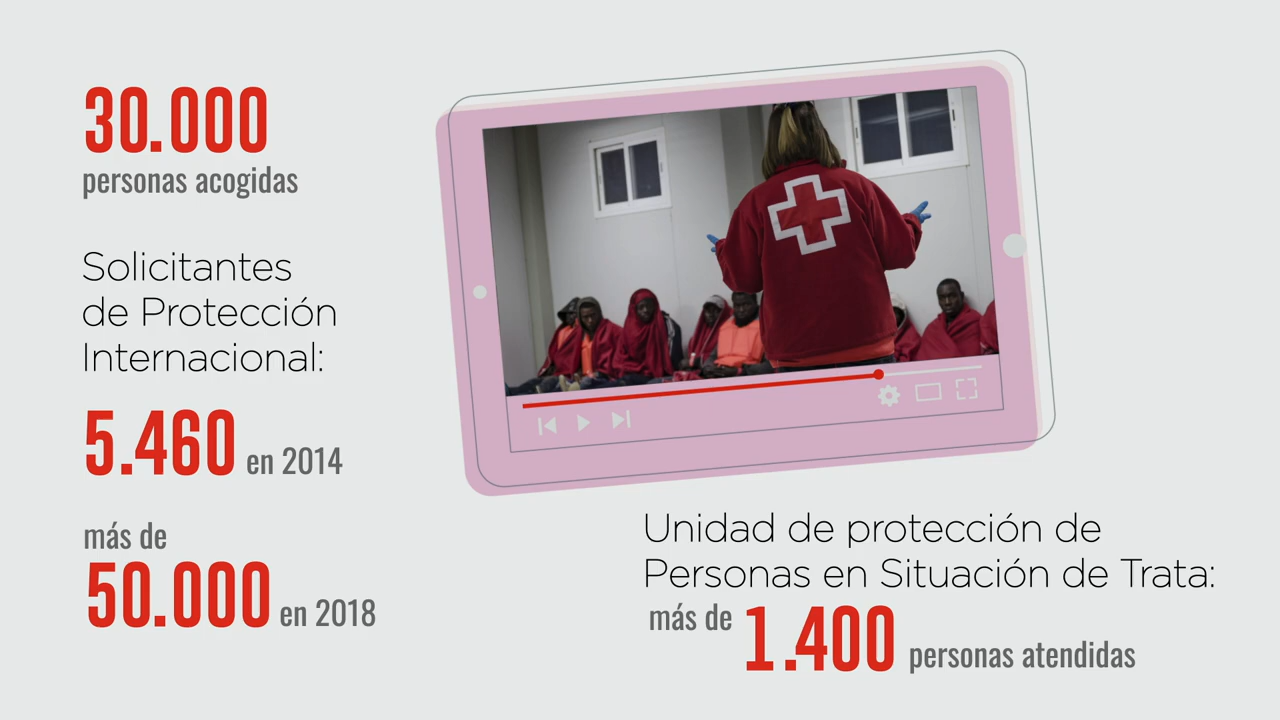 30.000
personas acogidas
Solicitantes
de Protección
Internacional:
5.460 en 2014
más de
50.000 en 2018
Unidad de protección de
Personas en Situación de Trata:
más de 1.400 personas atendidas